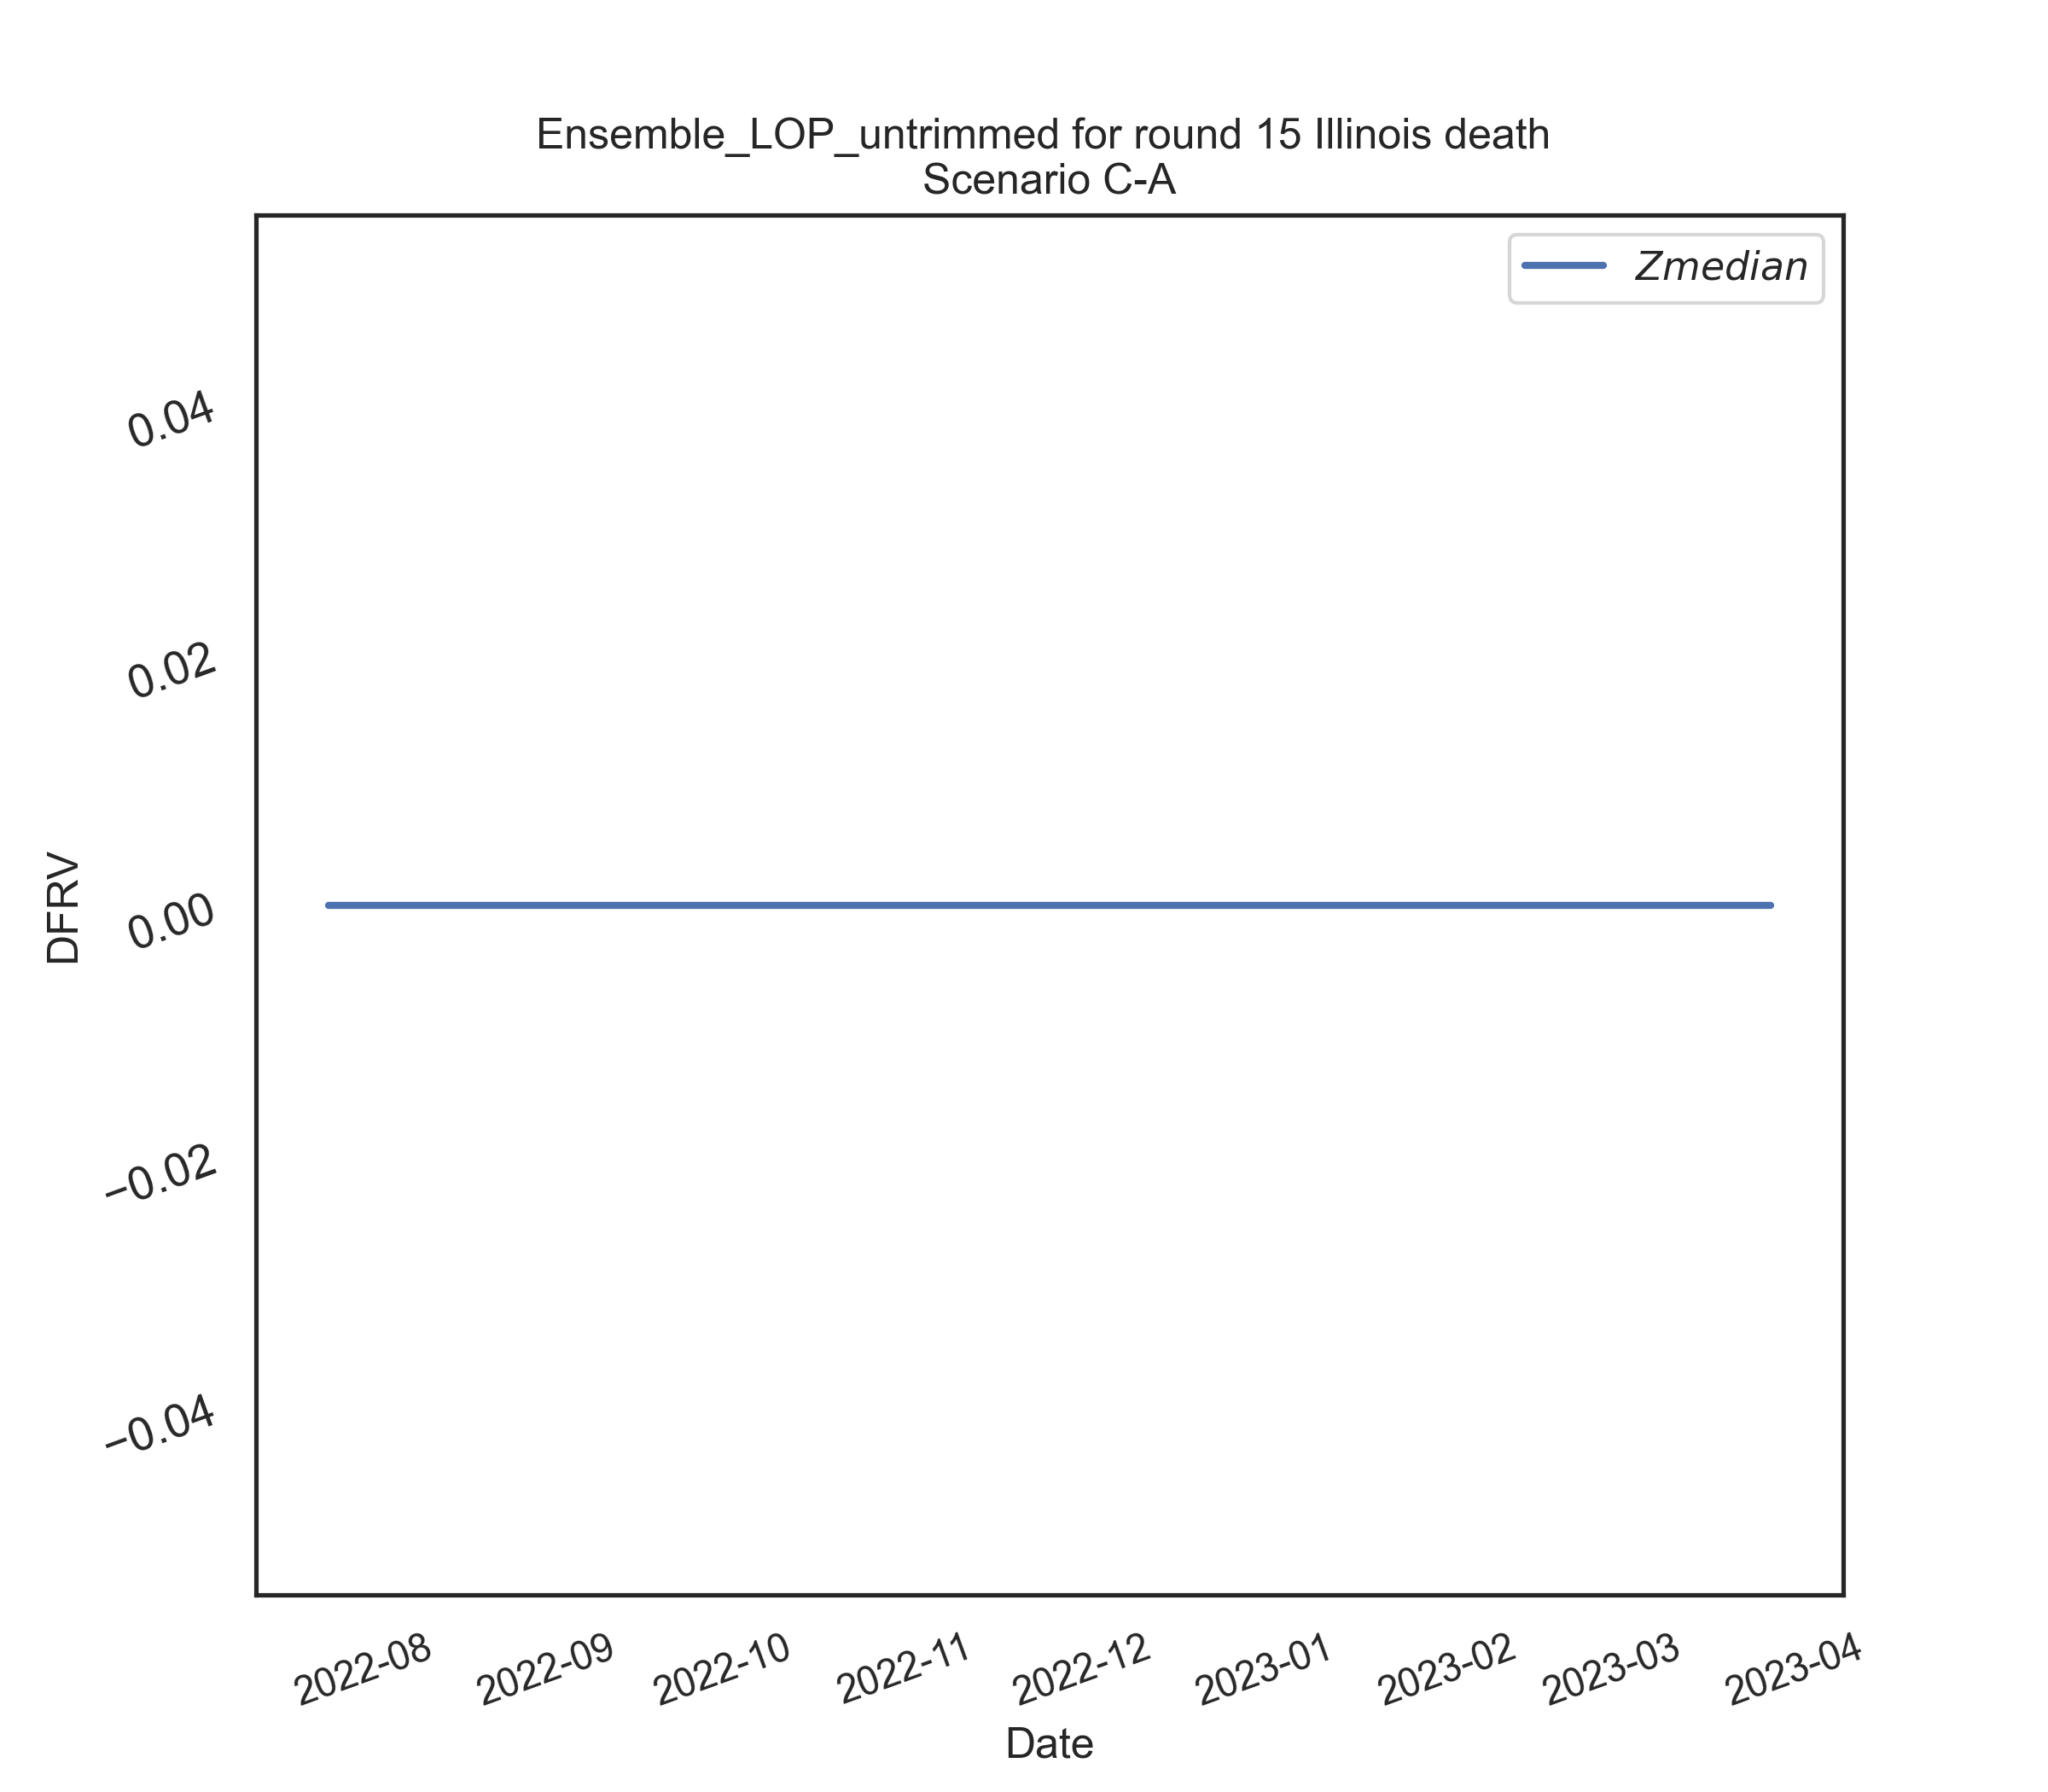 Ensemble_LOP_untrimmed for round 15 Illinois death
Scenario C-A
Zmedian
0.04
0.02
0.00
−0.02
−0.04
DFRV
2022-08
2022-09
2022-10
2022-11
2022-12
2023-01
2023-02
2023-03
2023-04
Date